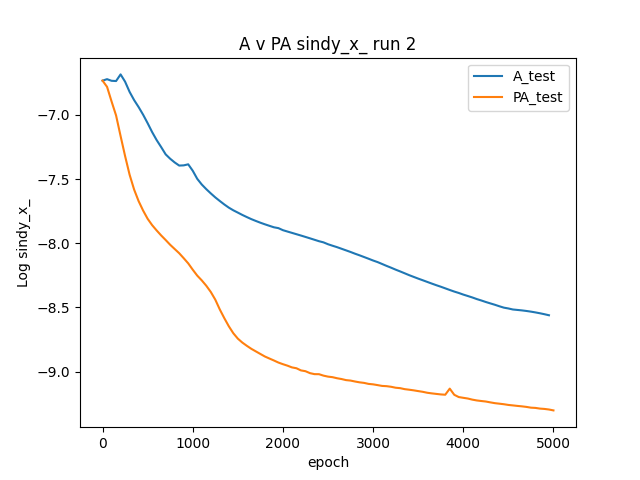 A v PA sindy_x_ run 2
A_test
PA_test
Log sindy_x_
−7.0
−7.5
−8.0
−8.5
−9.0
0 1000 2000 3000 4000 5000
epoch